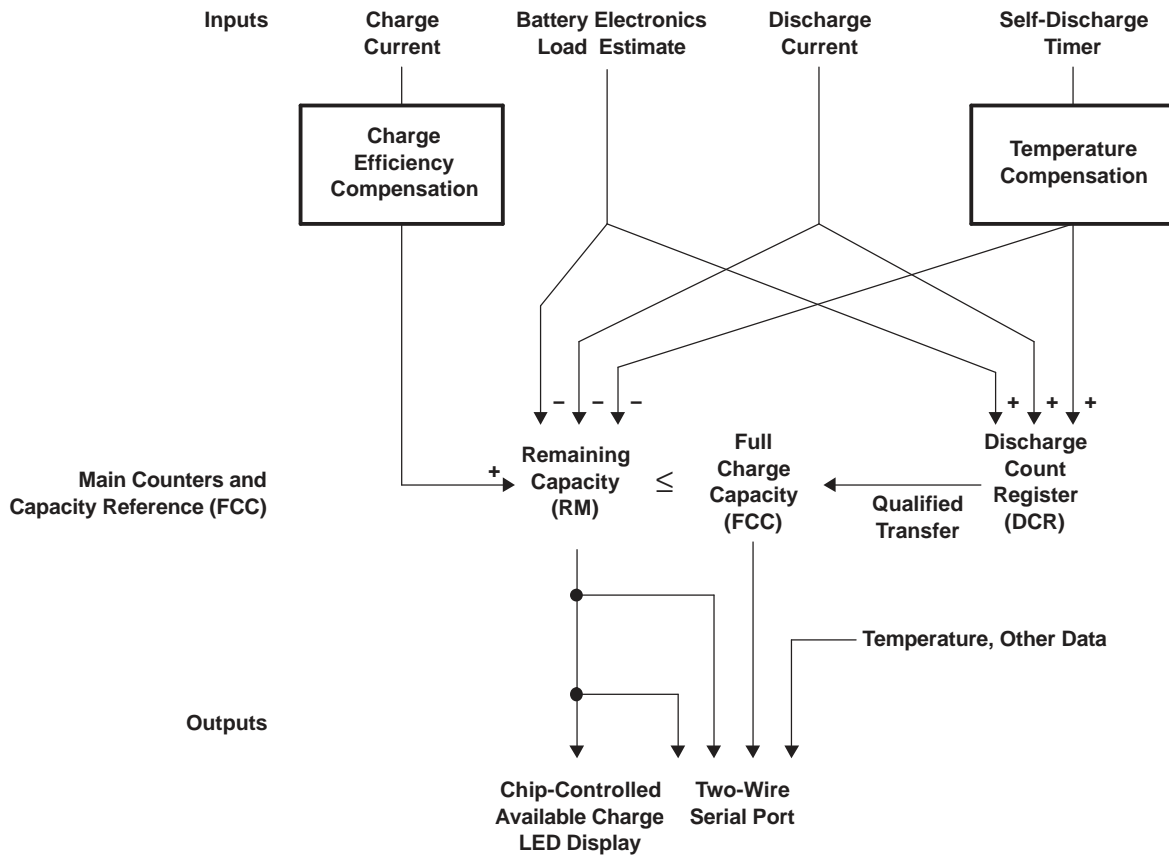 Inputs
Charge
Current
Battery Electronics
Load Estimate
Discharge
Current
Self-Discharge
Timer
Charge
Efficiency
Compensation
Temperature
Compensation
– – –
+ + +
Main Counters and
Capacity Reference (FCC)
+
Remaining
Capacity
(RM)
≤
Full
Charge
Capacity
(FCC)
Qualified
Transfer
Discharge
Count
Register
(DCR)
Temperature, Other Data
Outputs
Chip-Controlled
Available Charge
LED Display
Two-Wire
Serial Port